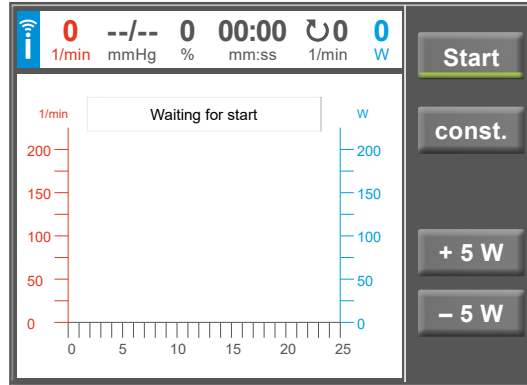 0 --/-- 0 00:00 0 0
1/min mmHg % mm:ss 1/min W
Start
1/min Waiting for start W
const.
200 200
150 150
100 100
+ 5 W
50 50
– 5 W
0 0
0 5 10 15 20 25